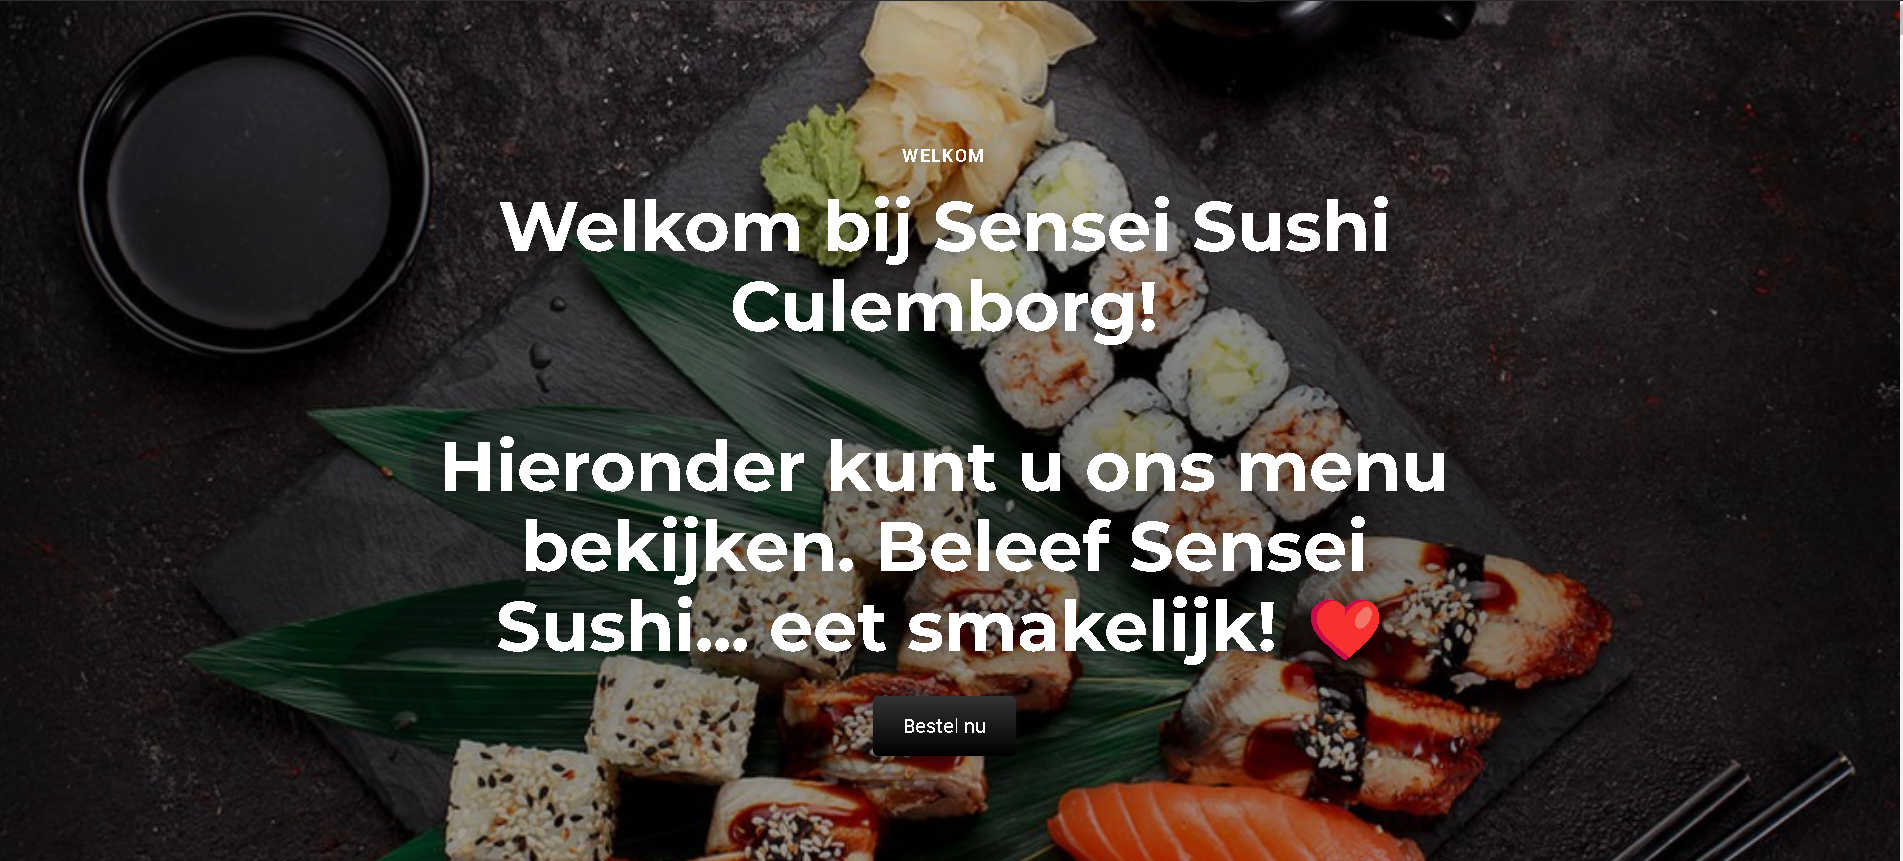 WELKOM
Welkom bij Sensei Sushi
Culemborg!
Hieronder kunt u ons menu
bekijken. Beleef Sensei
Sushi... eet smakelijk! ❤️
Bestel nu